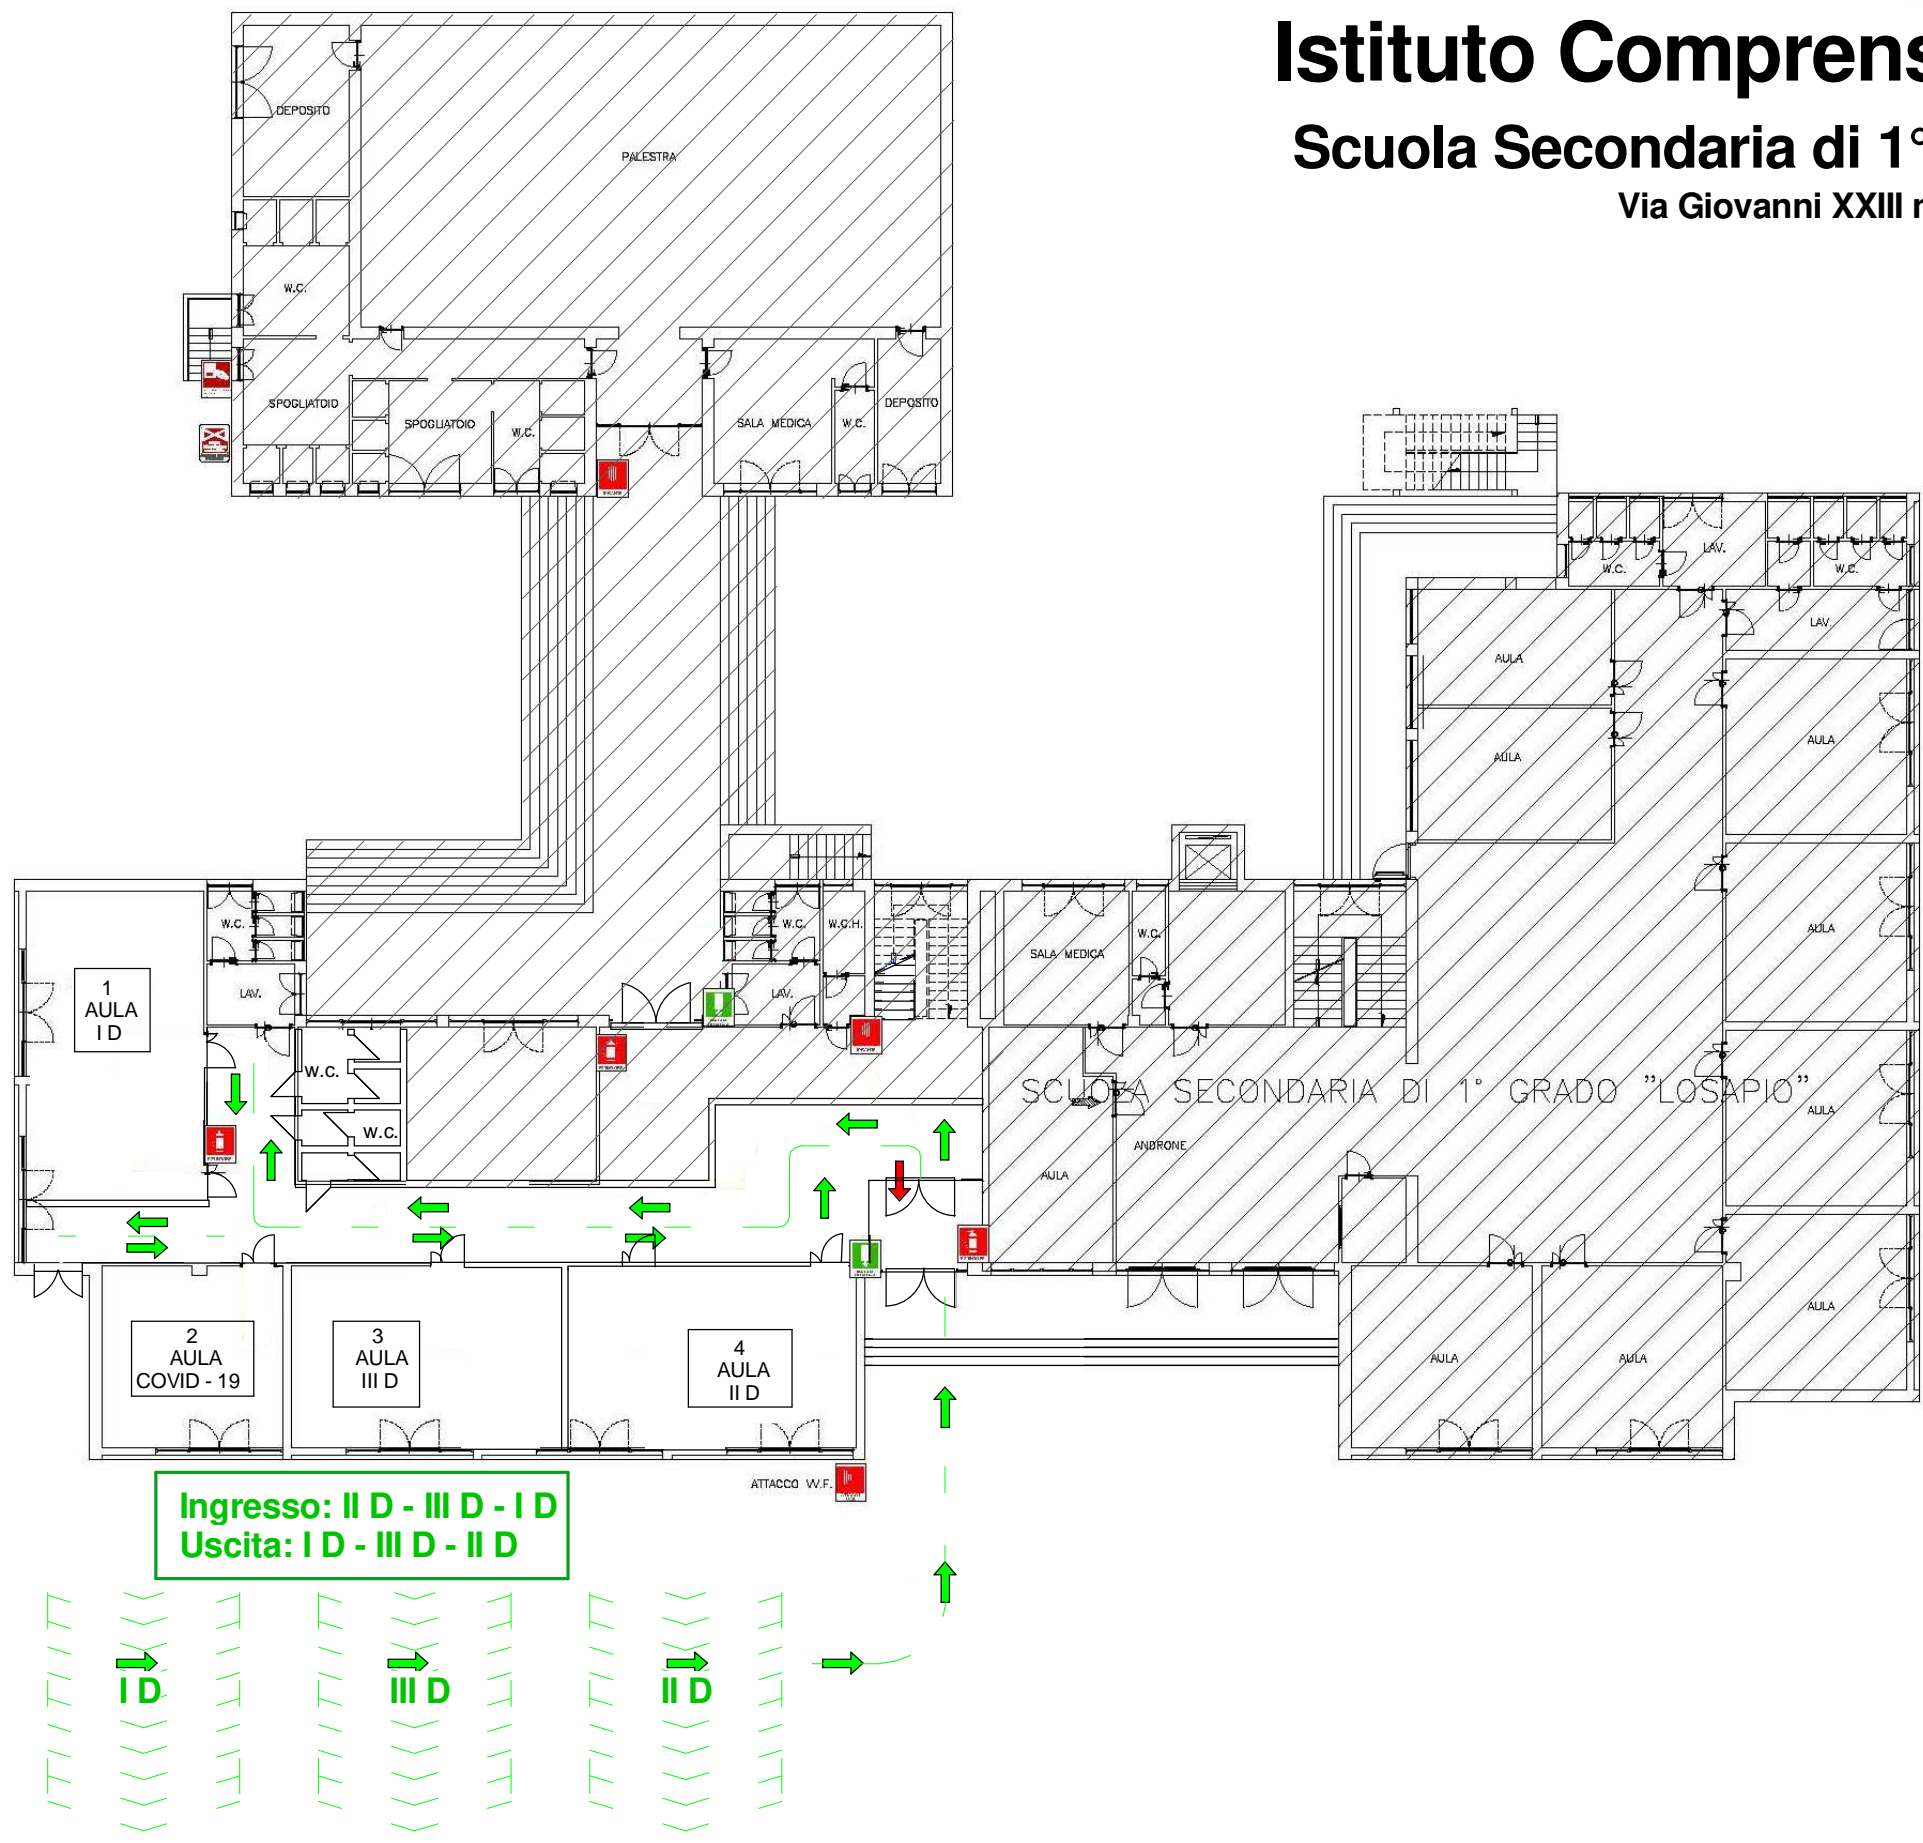 Istituto Comprens
Scuola Secondaria di 1°
Via Giovanni XXIII
DEPOSITO
PALESTRA
W.C.
SPOGLIATOIO
SPOGLIATOIO
W.C.
SALA MEDICA
W.C.
DEPOSITO
LAV.
W.C.
W.C.
LAV.
AULA
AULA
AULA
AULA
AULA
AULA
AULA
AULA
W.C.
LAV.
W.C.
W.C.H.
LAV.
SALA MEDICA
W.C.
1
AULA
I D
W.C.
W.C.
SCUOLA SECONDARIA DI 1° GRADO "LOSAPIO"
ANDRONE
AULA
2
AULA
COVID - 19
3
AULA
III D
4
AULA
II D
AULA
ATTACCO VV.F.
Ingresso: II D - III D - I D
Uscita: I D - III D - II D
I D
III D
II D